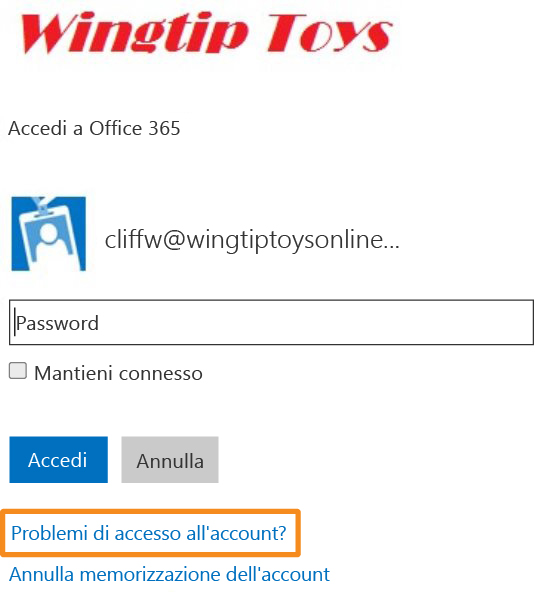 Wingtip Toys
Accedi a Office 365
cliffw@wingtiptoysonline...
Password
Mantieni connesso
Accedi
Annulla
Problemi di accesso all'account?
Annulla memorizzazione dell'account